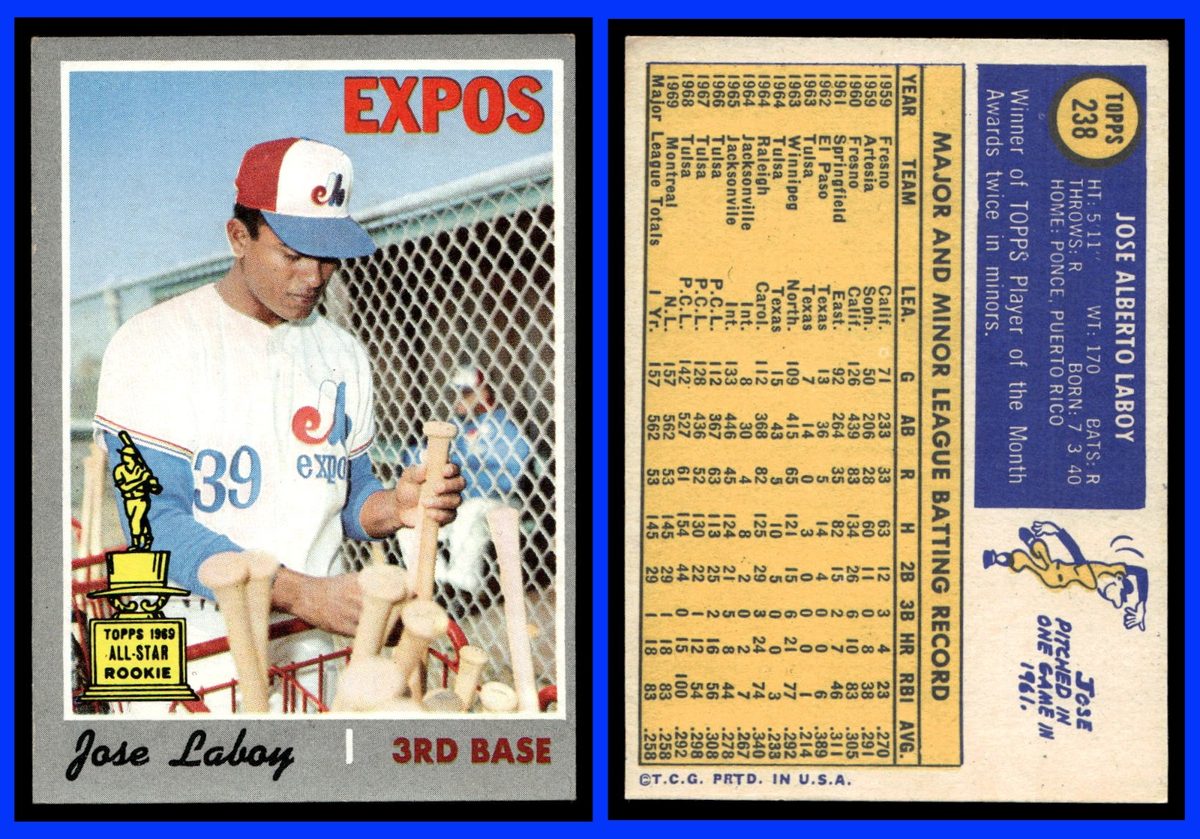 EXPOS
expo
39
TOPPS 1969
ALL-STAR
ROOKIE
Jose Laboy | 3RD BASE
TOPPS
238
JOSE ALBERTO LABOY
HT: 5'11" WT: 170 BATS: R
THROWS: R BORN: 7 3 40
HOME: PONCE, PUERTO RICO
Winner of TOPPS Player of the Month
Awards twice in minors.
JOSE
PITCHED IN
ONE GAME IN
1961.
MAJOR AND MINOR LEAGUE BATTING RECORD
YEAR TEAM LEA. G AB R H 2B 3B HR RBI AVG.
1959 Fresno Calif. 71 233 33 63 12 3 4 23 .270
1959 Artesia Soph. 50 206 28 60 11 0 8 38 .291
1960 Fresno Calif. 126 439 83 134 26 6 10 83 .305
1961 Springfield East. 92 264 35 82 15 2 7 46 .311
1962 El Paso Texas 13 36 5 14 4 0 0 6 .389
1963 Tulsa Texas 7 14 0 3 0 0 0 1 .214
1963 Winnipeg North. 109 415 65 121 15 6 21 77 .292
1964 Tulsa Texas 15 43 5 10 5 0 0 3 .233
1964 Raleigh Carol. 112 368 82 125 29 3 24 74 .340
1964 Jacksonville Int. 8 30 4 8 2 0 2 7 .267
1965 Jacksonville Int. 133 446 45 124 21 5 8 44 .278
1966 Tulsa P.C.L. 112 367 63 113 22 2 16 56 .308
1967 Tulsa P.C.L. 128 436 52 130 25 1 12 54 .298
1968 Tulsa P.C.L. 142 527 61 154 44 0 15 100 .292
1969 Montreal N.L. 157 562 53 145 29 1 18 83 .258
Major League Totals 1 Yr. 157 562 53 145 29 1 18 83 .258
©T.C.G. PRTD. IN U.S.A.